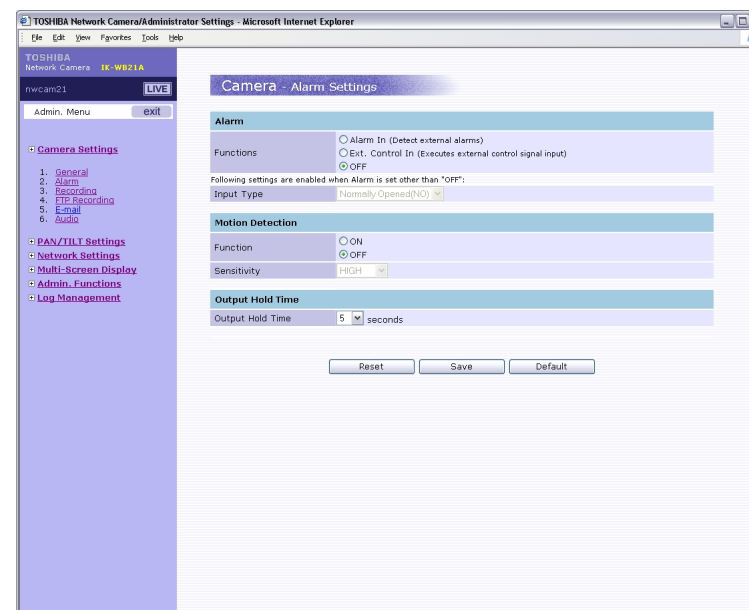 TOSHIBA Network Camera/Administrator Settings - Microsoft Internet Explorer
File Edit View Favorites Tools Help
TOSHIBA
Network Camera IK-WB21A
nwcam21 LIVE
Admin. Menu exit
Camera Settings
1. General
2. Alarm
3. Recording
4. FTP Recording
5. E-mail
6. Audio
PAN/TILT Settings
Network Settings
Multi-Screen Display
Admin. Functions
Log Management
Camera - Alarm Settings
Alarm
Functions
Alarm In (Detect external alarms)
Ext. Control In (Executes external control signal input)
OFF
Following settings are enabled when Alarm is set other than "OFF":
Input Type Normally Opened(NO)
Motion Detection
Function
ON
OFF
Sensitivity HIGH
Output Hold Time
Output Hold Time 5 seconds
Reset Save Default